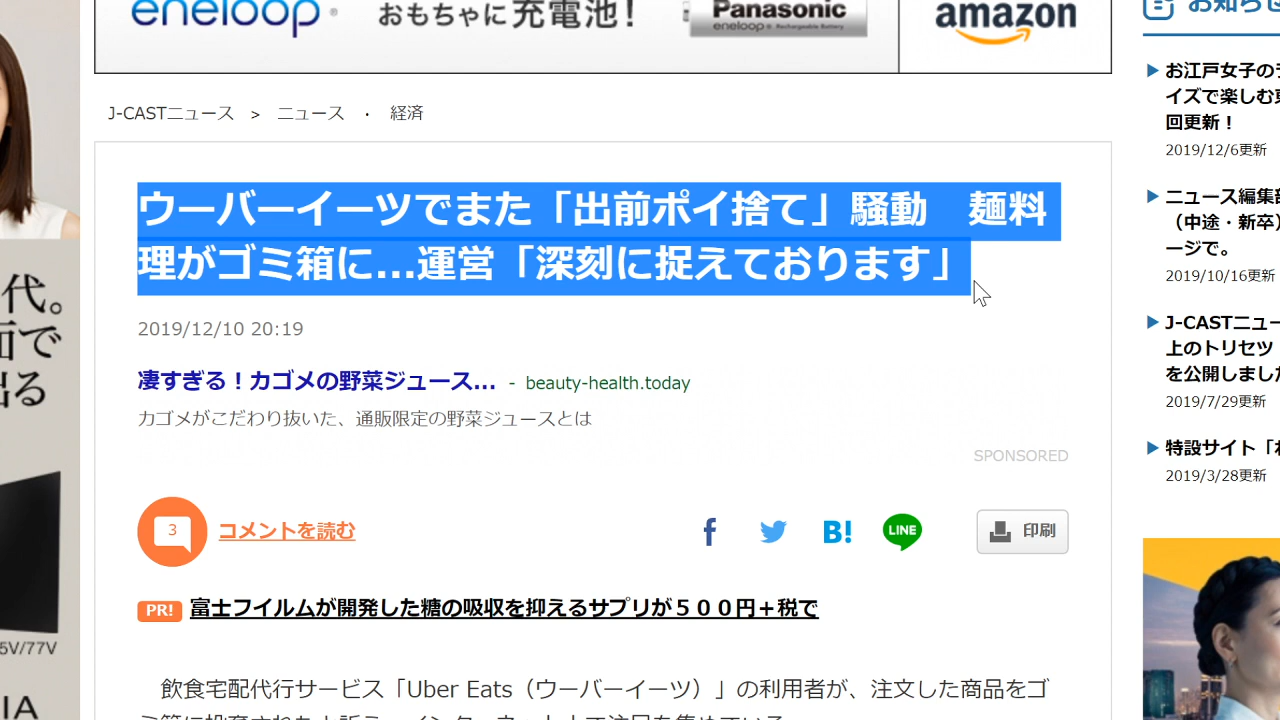 eneloop
おもちゃに充電池！
Panasonic
eneloop Rechargeable Battery
amazon
J-CASTニュース > ニュース ・ 経済
ウーバーイーツでまた「出前ポイ捨て」騒動　麺料
理がゴミ箱に...運営「深刻に捉えております」
2019/12/10 20:19
凄すぎる！カゴメの野菜ジュース... - beauty-health.today
カゴメがこだわり抜いた、通販限定の野菜ジュースとは
SPONSORED
3 コメントを読む
f B! LINE 印刷
PR! 富士フイルムが開発した糖の吸収を抑えるサプリが５００円＋税で
飲食宅配代行サービス「Uber Eats（ウーバーイーツ）」の利用者が、注文した商品をゴ
お知らせ
お江戸女子の
イズで楽しむ
回更新！
2019/12/6更新
ニュース編集部
（中途・新卒）
ージで。
2019/10/16更新
J-CASTニュー
上のトリセツ
を公開しました
2019/7/29更新
特設サイト「
2019/3/28更新
代。
面で
出る
5V/77V